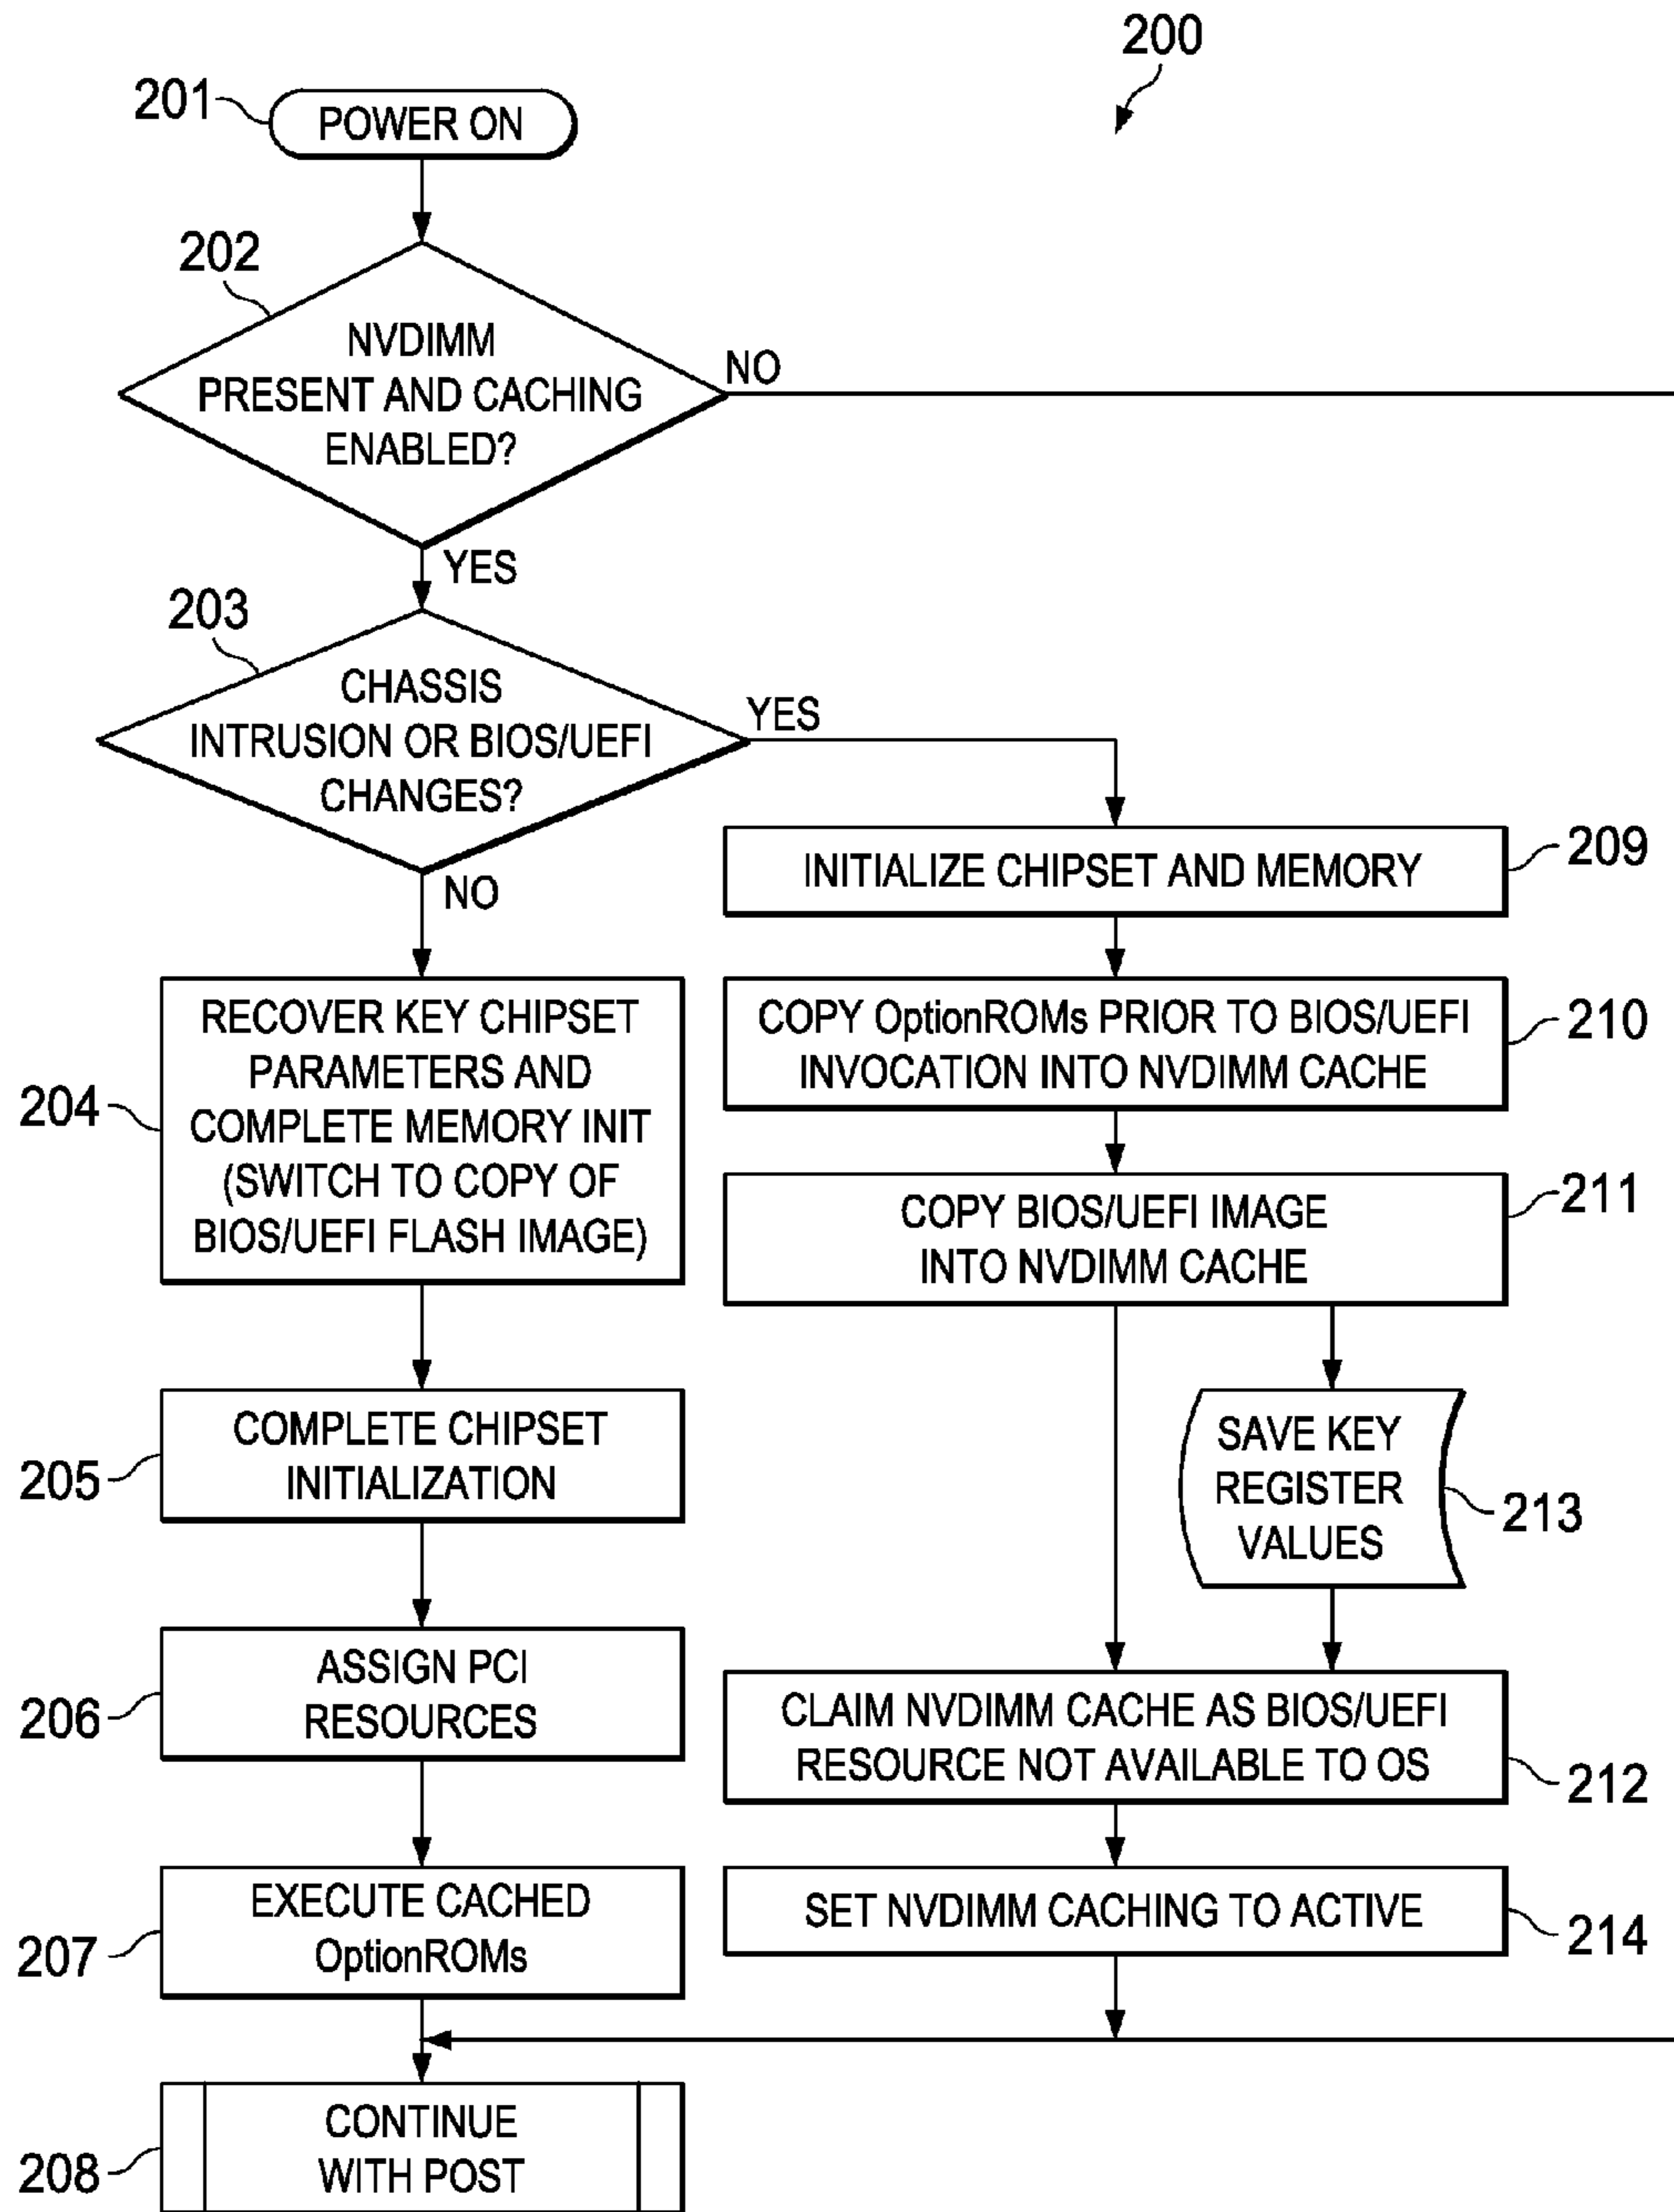 200
201
POWER ON
202
NVDIMM
PRESENT AND CACHING
ENABLED?
NO
YES
203
CHASSIS
INTRUSION OR BIOS/UEFI
CHANGES?
YES
NO
204
RECOVER KEY CHIPSET
PARAMETERS AND
COMPLETE MEMORY INIT
(SWITCH TO COPY OF
BIOS/UEFI FLASH IMAGE)
205
COMPLETE CHIPSET
INITIALIZATION
206
ASSIGN PCI
RESOURCES
207
EXECUTE CACHED
OptionROMs
INITIALIZE CHIPSET AND MEMORY
209
COPY OptionROMs PRIOR TO BIOS/UEFI
INVOCATION INTO NVDIMM CACHE
210
COPY BIOS/UEFI IMAGE
INTO NVDIMM CACHE
211
SAVE KEY
REGISTER
VALUES
213
CLAIM NVDIMM CACHE AS BIOS/UEFI
RESOURCE NOT AVAILABLE TO OS
212
SET NVDIMM CACHING TO ACTIVE
214
208
CONTINUE
WITH POST